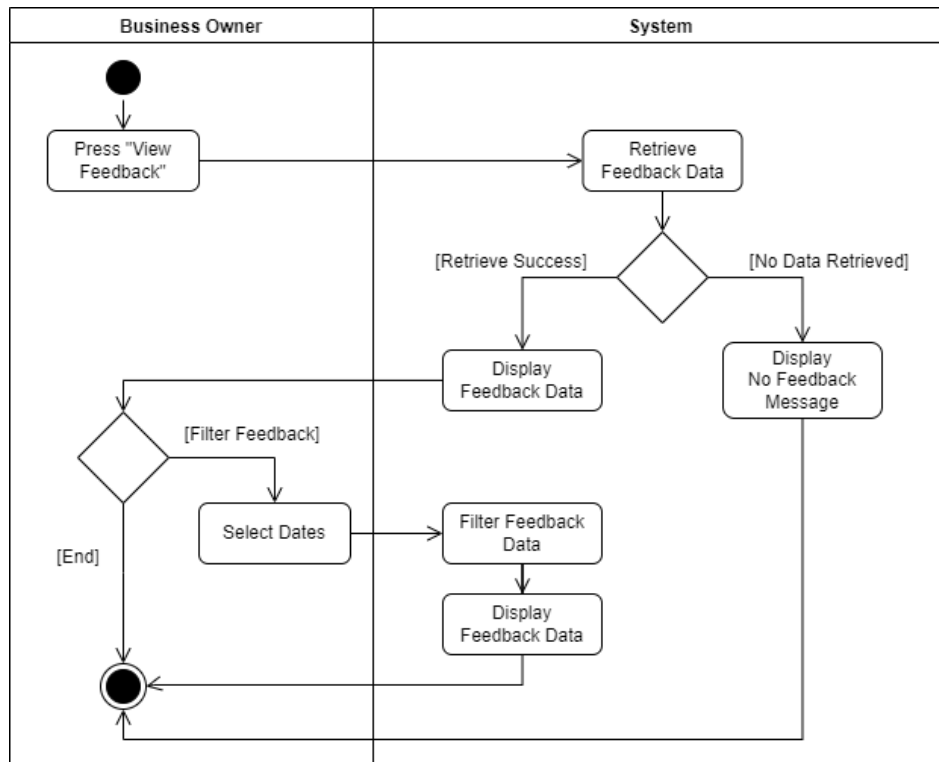 Business Owner
System
Press "View
Feedback"
Retrieve
Feedback Data
[Retrieve Success]
[No Data Retrieved]
Display
Feedback Data
Display
No Feedback
Message
[Filter Feedback]
Select Dates
Filter Feedback
Data
[End]
Display
Feedback Data